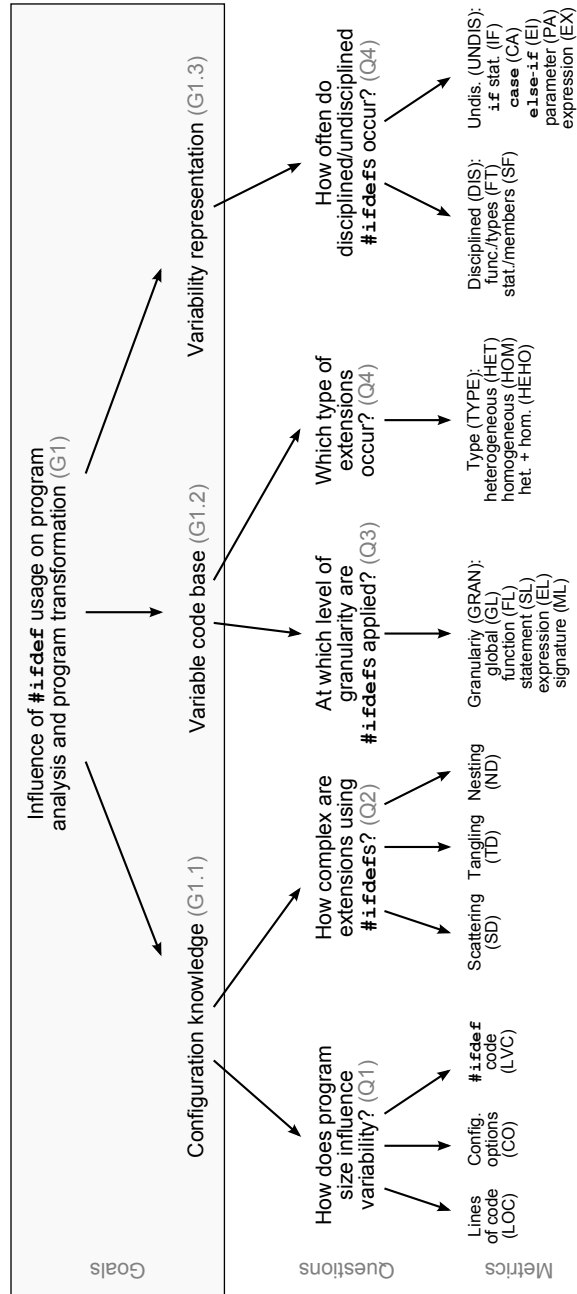 Goals
Influence of #ifdef usage on program
analysis and program transformation (G1)
Configuration knowledge (G1.1)
Variable code base (G1.2)
Variability representation (G1.3)
Questions
How does program
size influence
variability? (Q1)
How complex are
extensions using
#ifdefs? (Q2)
At which level of
granularity are
#ifdefs applied? (Q3)
Which type of
extensions
occur? (Q4)
How often do
disciplined/undisciplined
#ifdefs occur? (Q4)
Metrics
Lines
of code
(LOC)
Config.
options
(CO)
#ifdef
code
(LVC)
Scattering
(SD)
Tangling
(TD)
Nesting
(ND)
Granulariy (GRAN):
global (GL)
function (FL)
statement (SL)
expression (EL)
signature (ML)
Type (TYPE):
heterogeneous (HET)
homogeneous (HOM)
het. + hom. (HEHO)
Disciplined (DIS):
func./types (FT)
stat./members (SF)
Undis. (UNDIS):
if stat. (IF)
case (CA)
else-if (EI)
parameter (PA)
expression (EX)